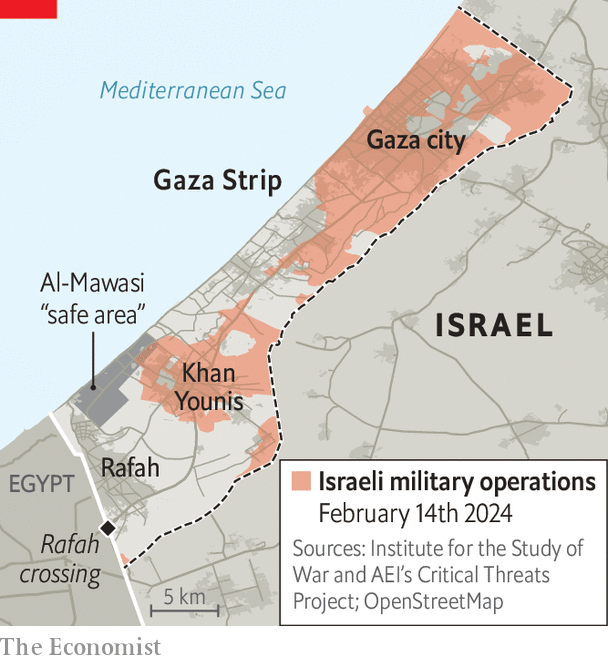 Mediterranean Sea
Gaza city
Gaza Strip
Al-Mawasi
“safe area”
ISRAEL
Khan
Younis
Rafah
EGYPT
Rafah
crossing
5 km
Israeli military operations
February 14th 2024
Sources: Institute for the Study of
War and AEI’s Critical Threats
Project; OpenStreetMap
The Economist